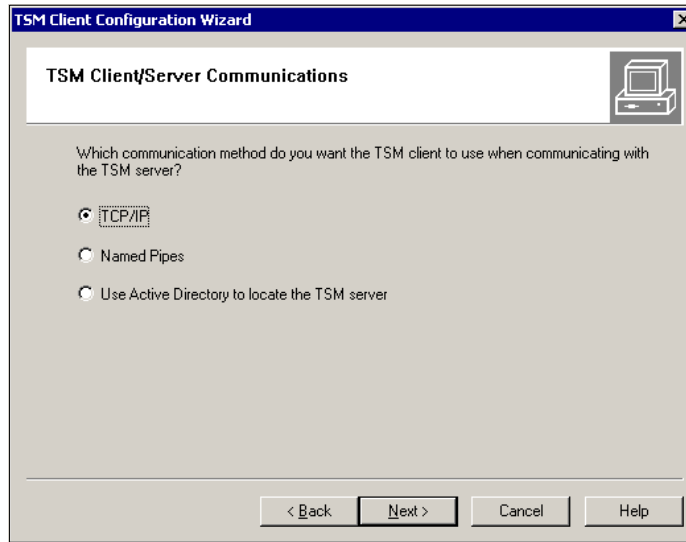 TSM Client Configuration Wizard
TSM Client/Server Communications
Which communication method do you want the TSM client to use when communicating with
the TSM server?
TCP/IP
Named Pipes
Use Active Directory to locate the TSM server
< Back
Next >
Cancel
Help